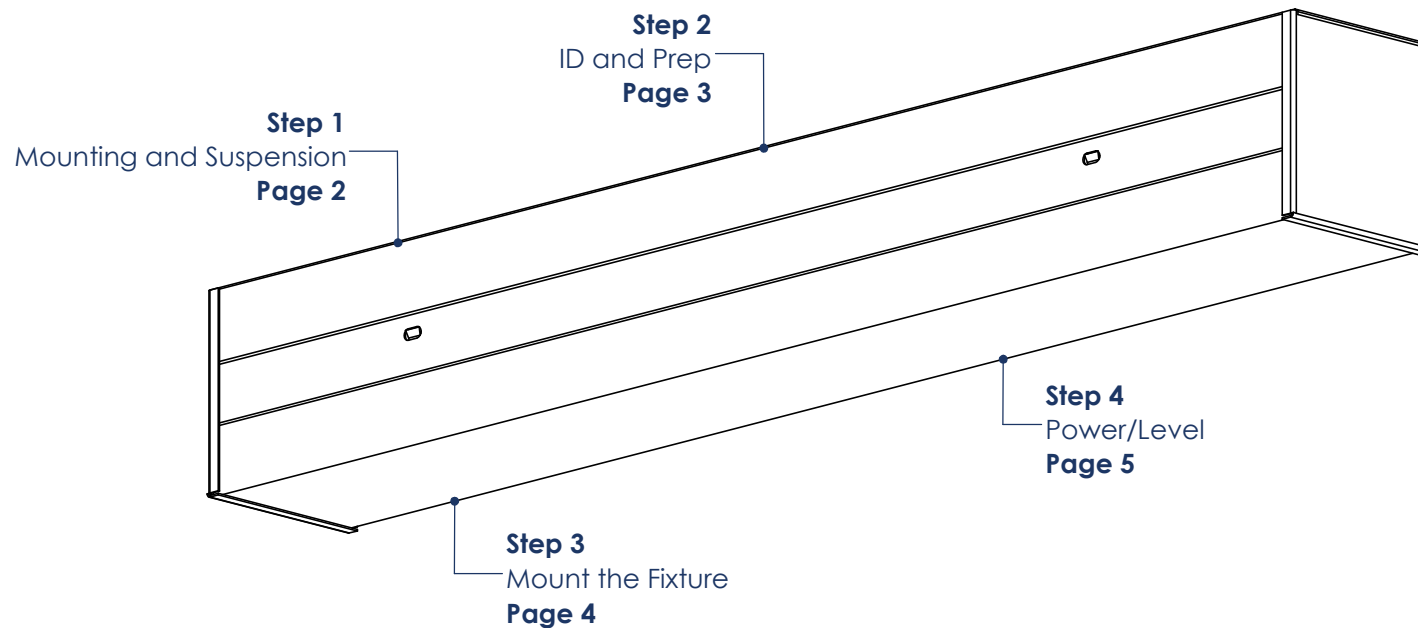 Step 1
Mounting and Suspension
Page 2
Step 2
ID and Prep
Page 3
Step 3
Mount the Fixture
Page 4
Step 4
Power/Level
Page 5